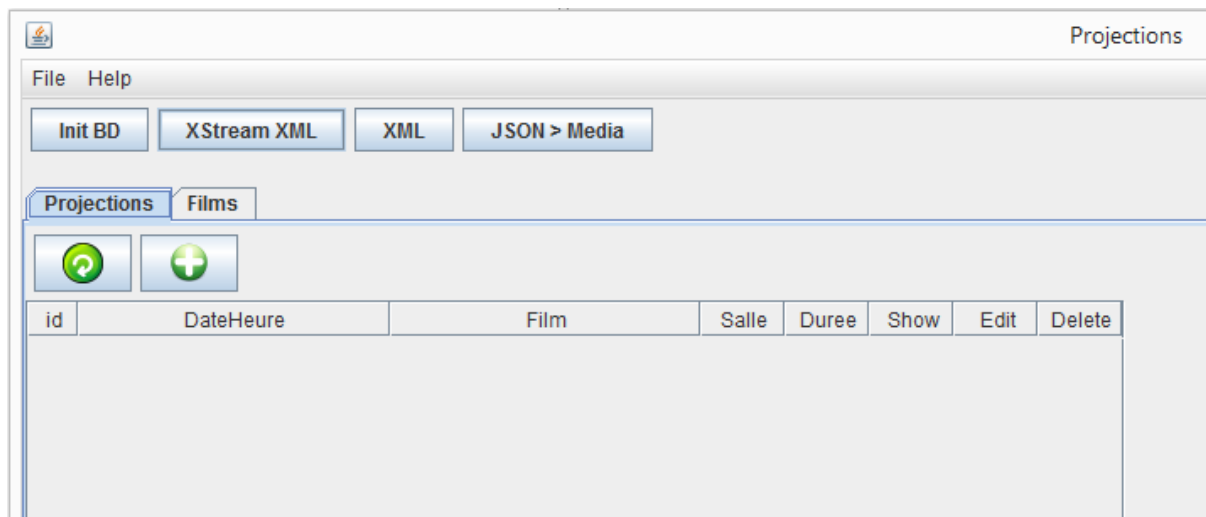 Projections
File Help
Init BD XStream XML XML JSON > Media
Projections Films
id DateHeure Film Salle Duree Show Edit Delete